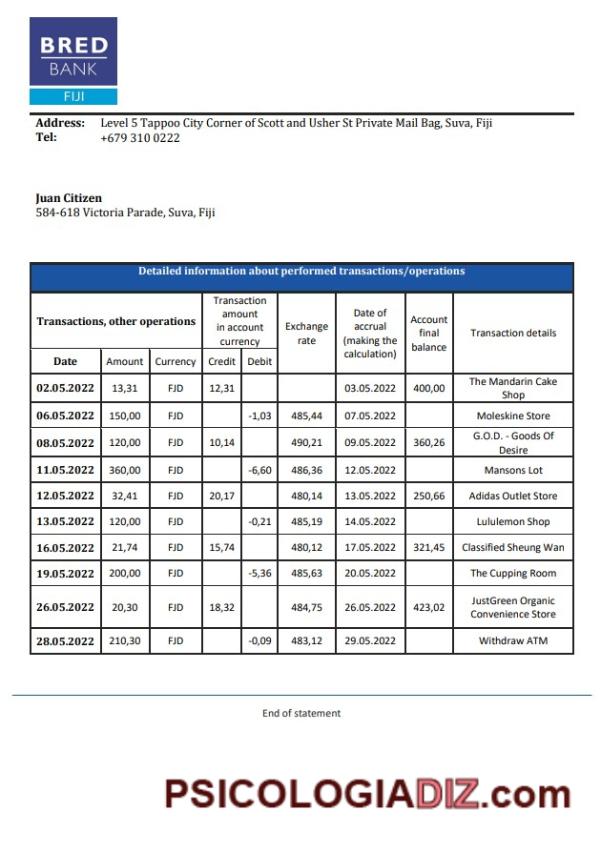 BRED
BANK
FIJI
Address: Level 5 Tappoo City Corner of Scott and Usher St Private Mail Bag, Suva, Fiji
Tel: +679 310 0222
Juan Citizen
584-618 Victoria Parade, Suva, Fiji
Detailed information about performed transactions/operations
Transactions, other operations
Transaction
amount
in account
currency
Exchange
rate
Date of
accrual
(making the
calculation)
Account
final
balance
Transaction details
Date Amount Currency Credit Debit
02.05.2022 13,31 FJD 12,31 03.05.2022 400,00 The Mandarin Cake
Shop
06.05.2022 150,00 FJD -1,03 485,44 07.05.2022 Moleskine Store
08.05.2022 120,00 FJD 10,14 490,21 09.05.2022 360,26 G.O.D. - Goods Of
Desire
11.05.2022 360,00 FJD -6,60 486,36 12.05.2022 Mansons Lot
12.05.2022 32,41 FJD 20,17 480,14 13.05.2022 250,66 Adidas Outlet Store
13.05.2022 120,00 FJD -0,21 485,19 14.05.2022 Lululemon Shop
16.05.2022 21,74 FJD 15,74 480,12 17.05.2022 321,45 Classified Sheung Wan
19.05.2022 200,00 FJD -5,36 485,63 20.05.2022 The Cupping Room
26.05.2022 20,30 FJD 18,32 484,75 26.05.2022 423,02 JustGreen Organic
Convenience Store
28.05.2022 210,30 FJD -0,09 483,12 29.05.2022 Withdraw ATM
End of statement
PSICOLOGIADIZ.com